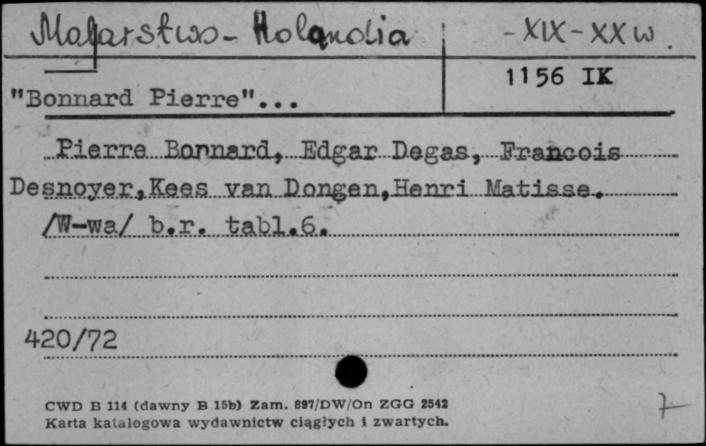 Malarstwo - Holandia - XIX - XX w.
1156 IK
"Bonnard Pierre"...
Pierre Bonnard, Edgar Degas, Francois
Desnoyer,Kees van Dongen,Henri Matisse.
/W-wa/ b.r. tabl.6.
420/72
CWD B 114 (dawny B 15b) Zam. 897/DW/On ZGG 2542
Karta katalogowa wydawnictw ciągłych i zwartych.
7